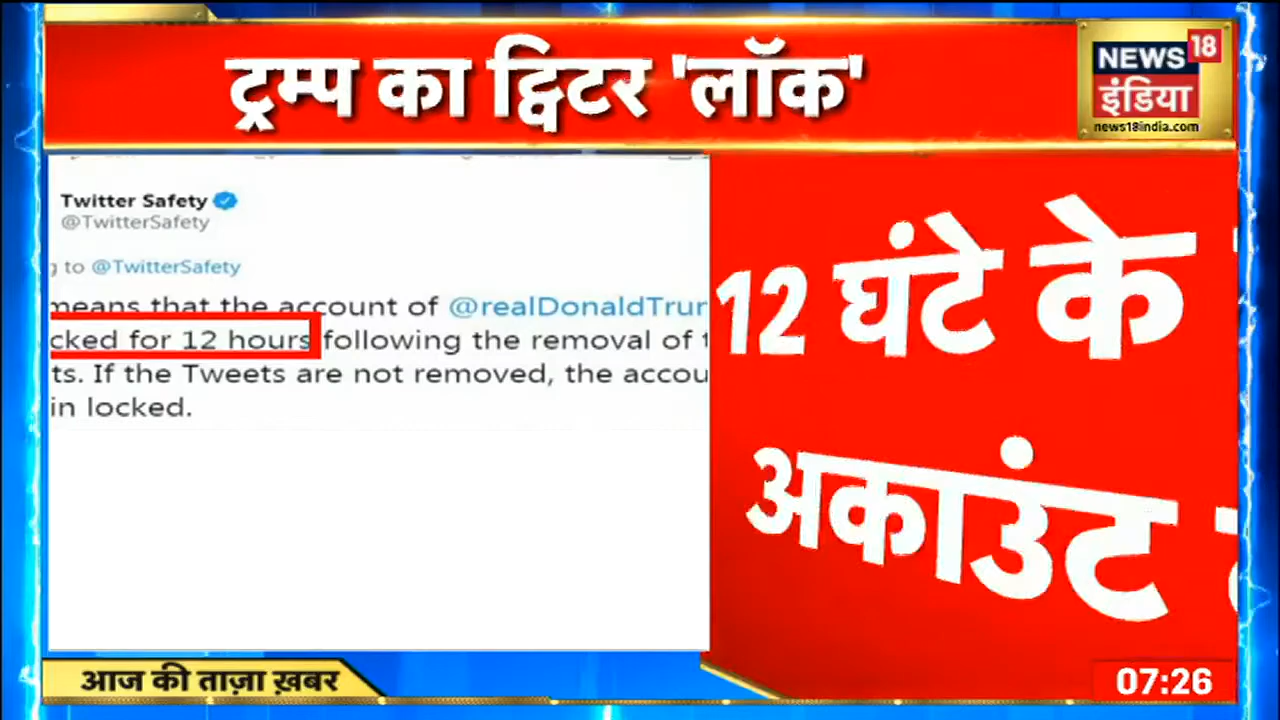 ट्रम्प का ट्विटर 'लॉक'
NEWS 18
इंडिया
news18india.com
Twitter Safety
@TwitterSafety
to @TwitterSafety
means that the account of @realDonaldTrur
cked for 12 hours following the removal of
ts. If the Tweets are not removed, the accou
in locked.
12 घंटे के
अकाउंट
आज की ताज़ा ख़बर
07:26